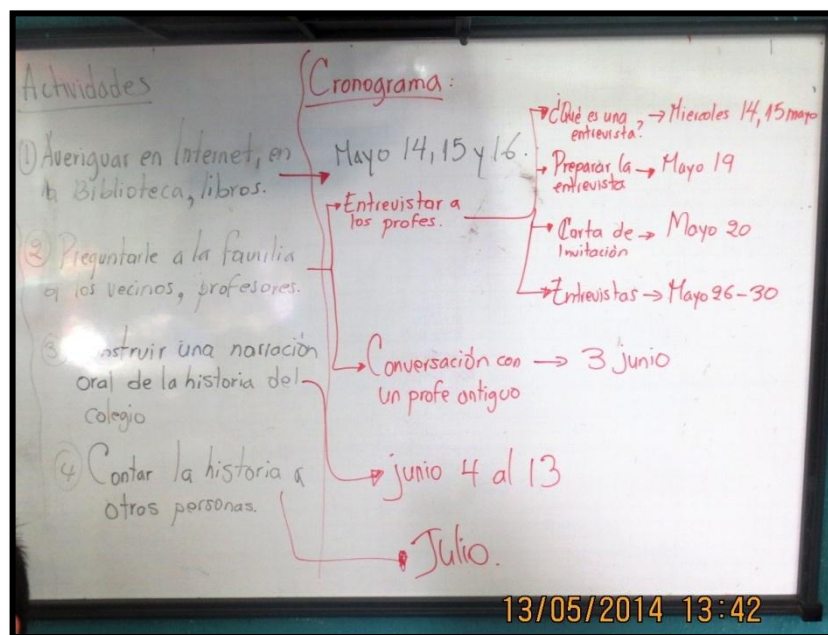 Actividades
① Averiguar en Internet, en
la Biblioteca, libros.
② Preguntarle a la familia
a los vecinos, profesores.
③ Construir una narración
oral de la historia del
colegio
④ Contar la historia a
otros personas.
Cronograma:
Mayo 14, 15 y 16.
Entrevistar a
los profes.
¿Qué es una → Miercoles 14, 15 mayo
entrevista?
Preparar la → Mayo 19
entrevista
Carta de → Mayo 20
Invitación
Entrevistas → Mayo 26-30
Conversación con → 3 junio
un profe antiguo
junio 4 al 13
Julio.
13/05/2014 13:42